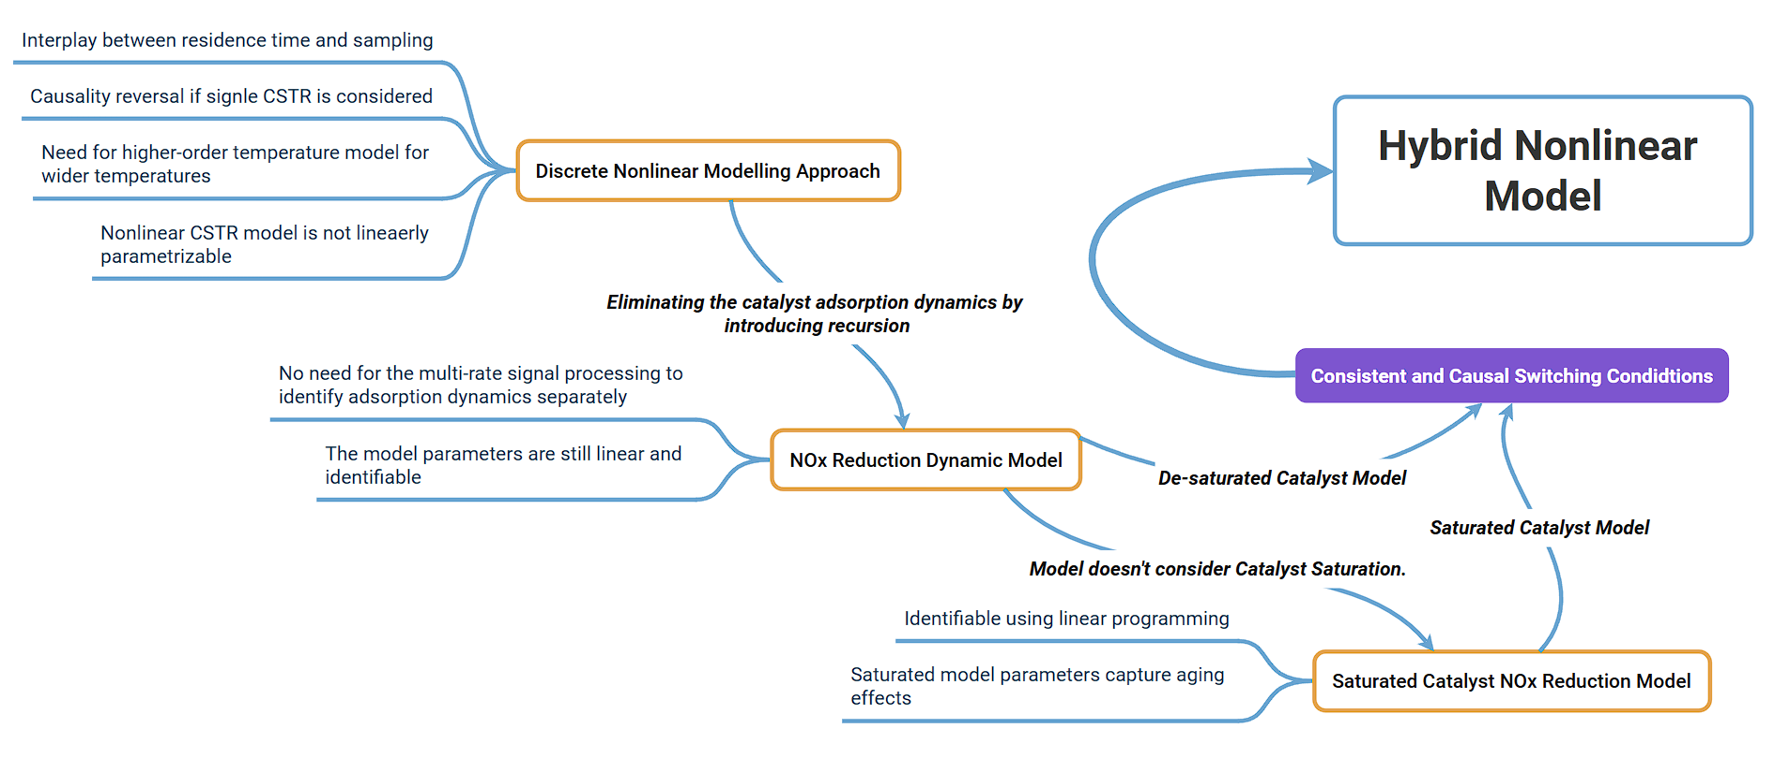 Interplay between residence time and sampling
Causality reversal if signle CSTR is considered
Need for higher-order temperature model for
wider temperatures
Nonlinear CSTR model is not lineaerly
parametrizable
Discrete Nonlinear Modelling Approach
Hybrid Nonlinear
Model
Eliminating the catalyst adsorption dynamics by
introducing recursion
Consistent and Causal Switching Condidtions
No need for the multi-rate signal processing to
identify adsorption dynamics separately
The model parameters are still linear and
identifiable
NOx Reduction Dynamic Model
De-saturated Catalyst Model
Saturated Catalyst Model
Model doesn't consider Catalyst Saturation.
Identifiable using linear programming
Saturated model parameters capture aging
effects
Saturated Catalyst NOx Reduction Model